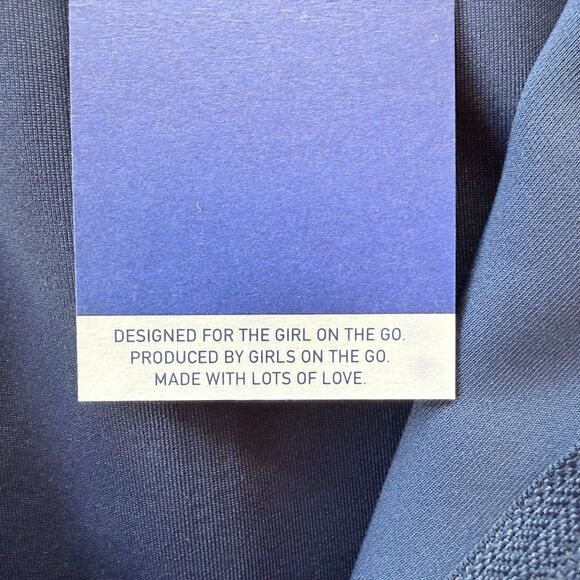 DESIGNED FOR THE GIRL ON THE GO.
PRODUCED BY GIRLS ON THE GO.
MADE WITH LOTS OF LOVE.